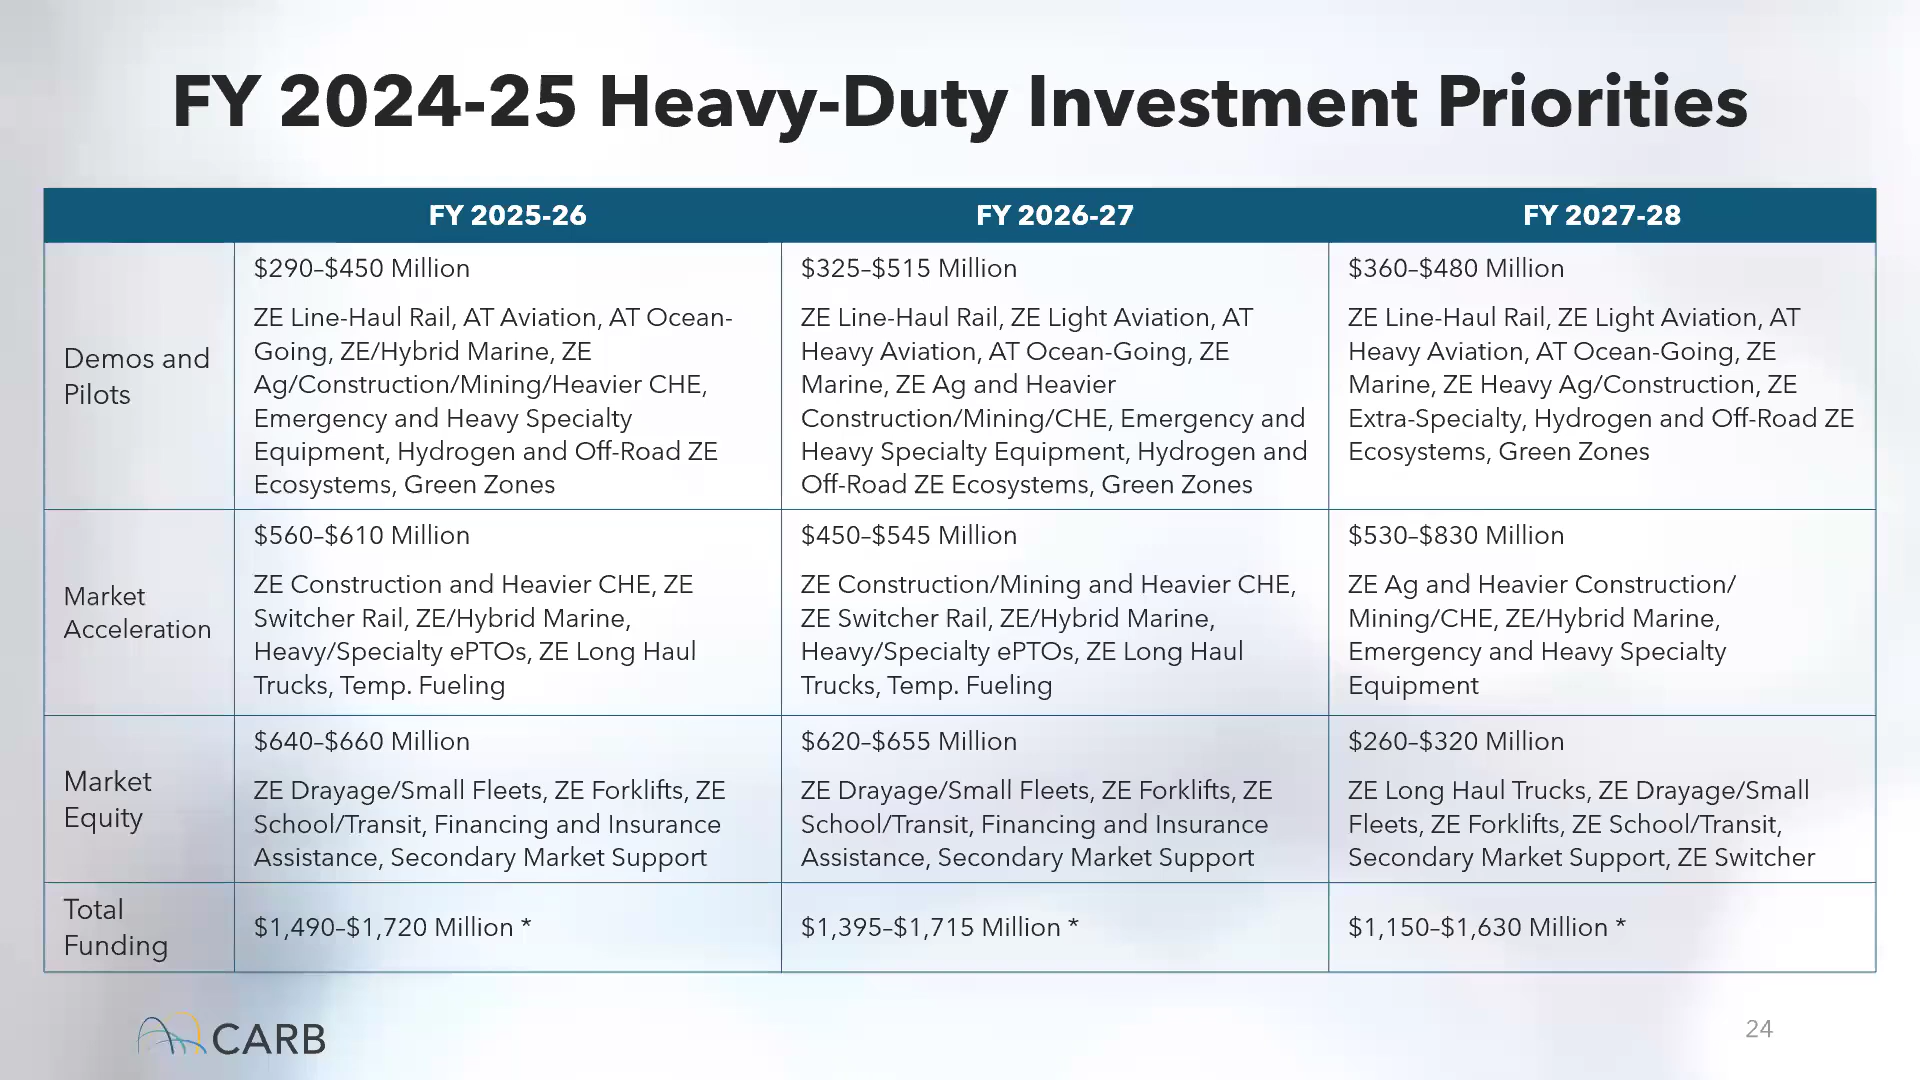 FY 2024-25 Heavy-Duty Investment Priorities
FY 2025-26
FY 2026-27
FY 2027-28
Demos and
Pilots
$290–$450 Million
ZE Line-Haul Rail, AT Aviation, AT Ocean-
Going, ZE/Hybrid Marine, ZE
Ag/Construction/Mining/Heavier CHE,
Emergency and Heavy Specialty
Equipment, Hydrogen and Off-Road ZE
Ecosystems, Green Zones
$325–$515 Million
ZE Line-Haul Rail, ZE Light Aviation, AT
Heavy Aviation, AT Ocean-Going, ZE
Marine, ZE Ag and Heavier
Construction/Mining/CHE, Emergency and
Heavy Specialty Equipment, Hydrogen and
Off-Road ZE Ecosystems, Green Zones
$360–$480 Million
ZE Line-Haul Rail, ZE Light Aviation, AT
Heavy Aviation, AT Ocean-Going, ZE
Marine, ZE Heavy Ag/Construction, ZE
Extra-Specialty, Hydrogen and Off-Road ZE
Ecosystems, Green Zones
Market
Acceleration
$560–$610 Million
ZE Construction and Heavier CHE, ZE
Switcher Rail, ZE/Hybrid Marine,
Heavy/Specialty ePTOs, ZE Long Haul
Trucks, Temp. Fueling
$450–$545 Million
ZE Construction/Mining and Heavier CHE,
ZE Switcher Rail, ZE/Hybrid Marine,
Heavy/Specialty ePTOs, ZE Long Haul
Trucks, Temp. Fueling
$530–$830 Million
ZE Ag and Heavier Construction/
Mining/CHE, ZE/Hybrid Marine,
Emergency and Heavy Specialty
Equipment
Market
Equity
$640–$660 Million
ZE Drayage/Small Fleets, ZE Forklifts, ZE
School/Transit, Financing and Insurance
Assistance, Secondary Market Support
$620–$655 Million
ZE Drayage/Small Fleets, ZE Forklifts, ZE
School/Transit, Financing and Insurance
Assistance, Secondary Market Support
$260–$320 Million
ZE Long Haul Trucks, ZE Drayage/Small
Fleets, ZE Forklifts, ZE School/Transit,
Secondary Market Support, ZE Switcher
Total
Funding
$1,490–$1,720 Million *
$1,395–$1,715 Million *
$1,150–$1,630 Million *
CARB
24